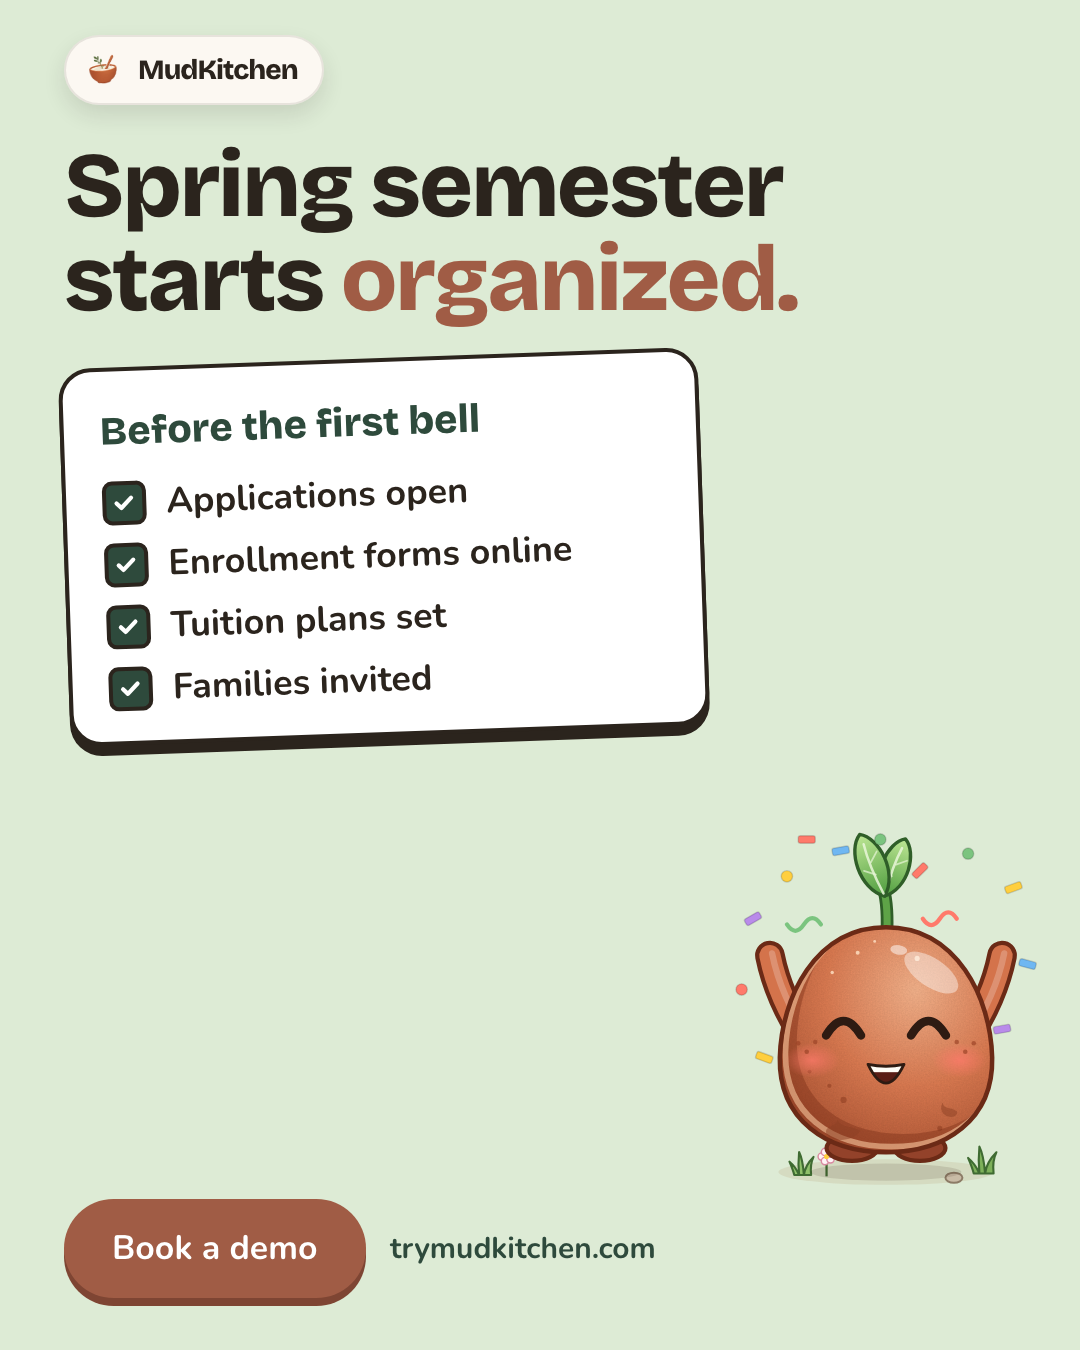 MudKitchen
Spring semester
starts organized.
Before the first bell
Applications open
Enrollment forms online
Tuition plans set
Families invited
Book a demo
trymudkitchen.com